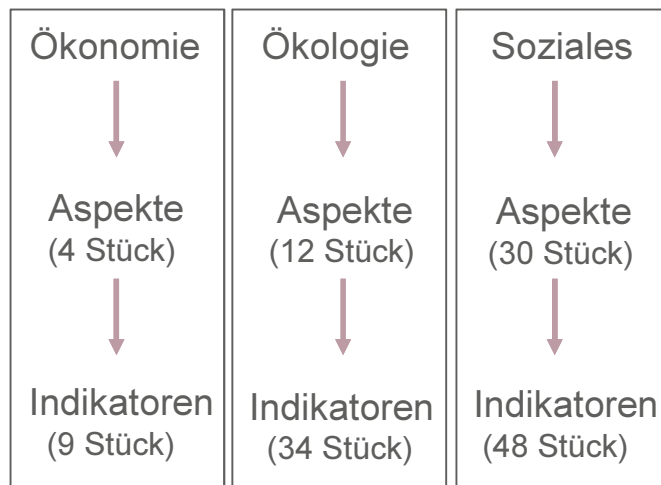 Ökonomie
Aspekte
(4 Stück)
Indikatoren
(9 Stück)
Ökologie
Aspekte
(12 Stück)
Indikatoren
(34 Stück)
Soziales
Aspekte
(30 Stück)
Indikatoren
(48 Stück)